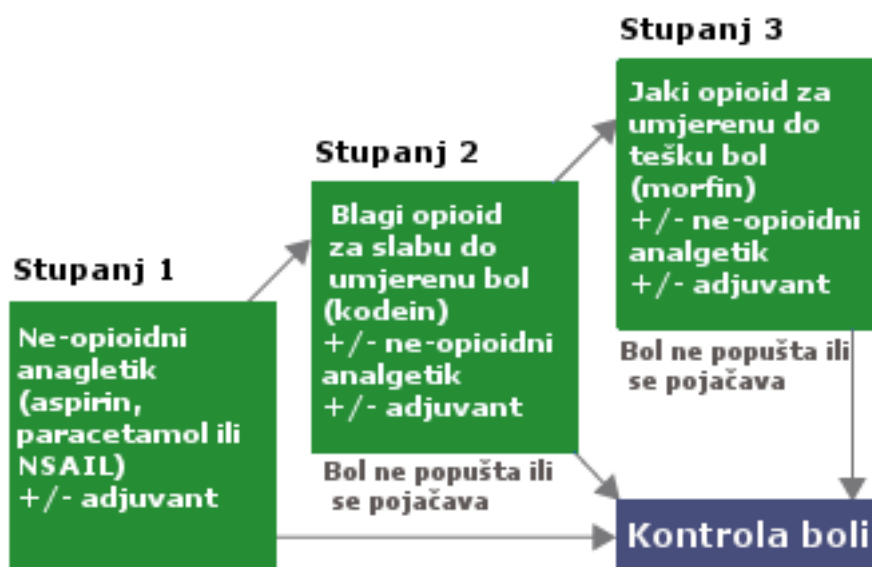 Stupanj 1
Ne-opioidni
anagletik
(aspirin,
paracetamol ili
NSAIL)
+/- adjuvant
Stupanj 2
Blagi opioid
za slabu do
umjerenu bol
(kodein)
+/- ne-opioidni
analgetik
+/- adjuvant
Bol ne popušta ili
se pojačava
Stupanj 3
Jaki opioid za
umjerenu do
tešku bol
(morfin)
+/- ne-opioidni
analgetik
+/- adjuvant
Bol ne popušta ili
se pojačava
Kontrola boli